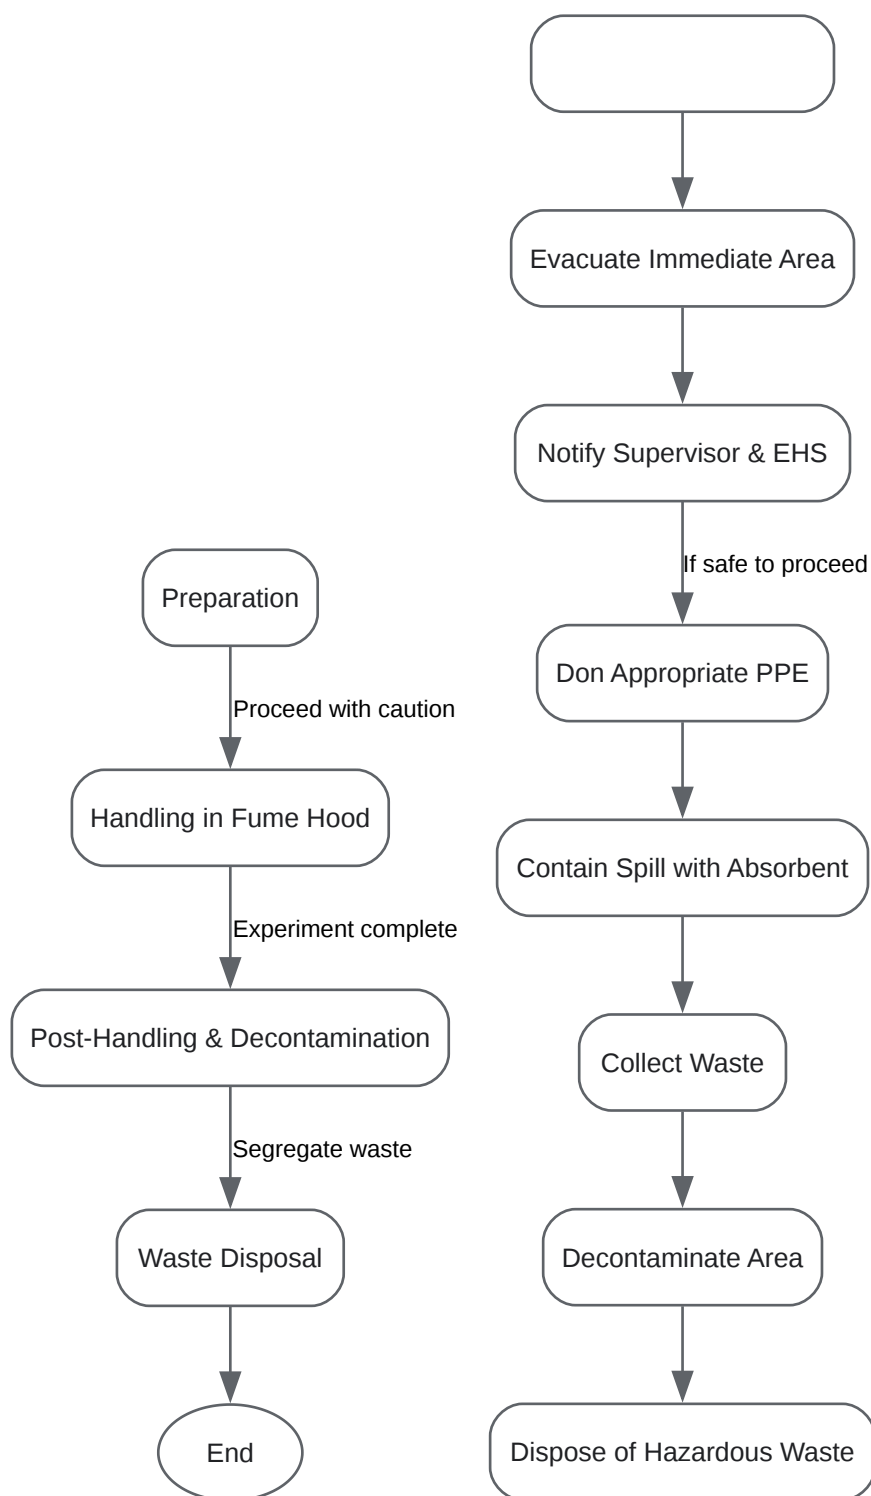 Evacuate Immediate Area
Notify Supervisor & EHS
If safe to proceed
Preparation
Don Appropriate PPE
Proceed with caution
Handling in Fume Hood
Contain Spill with Absorbent
Experiment complete
Post-Handling & Decontamination
Collect Waste
Segregate waste
Waste Disposal
Decontaminate Area
End
Dispose of Hazardous Waste